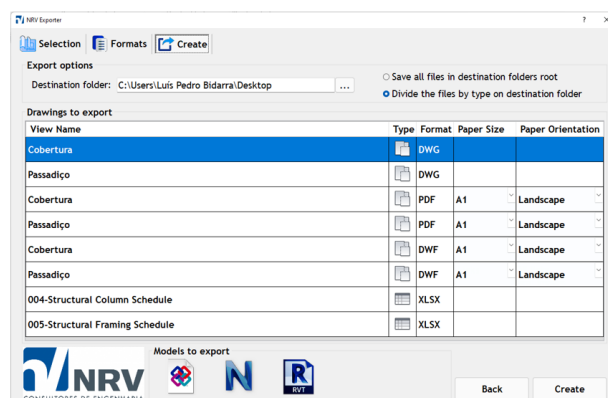 NRV Exporter ? ×
Selection Formats Create
Export options
Destination folder: C:\Users\Luís Pedro Bidarra\Desktop ...
Save all files in destination folders root
Divide the files by type on destination folder
Drawings to export
View Name Type Format Paper Size Paper Orientation
Cobertura DWG
Passadiço DWG
Cobertura PDF A1 Landscape
Passadiço PDF A1 Landscape
Cobertura DWF A1 Landscape
Passadiço DWF A1 Landscape
004-Structural Column Schedule XLSX
005-Structural Framing Schedule XLSX
Models to export
NRV
CONSULTORES DE ENGENHARIA
N
R
RVT
Back Create